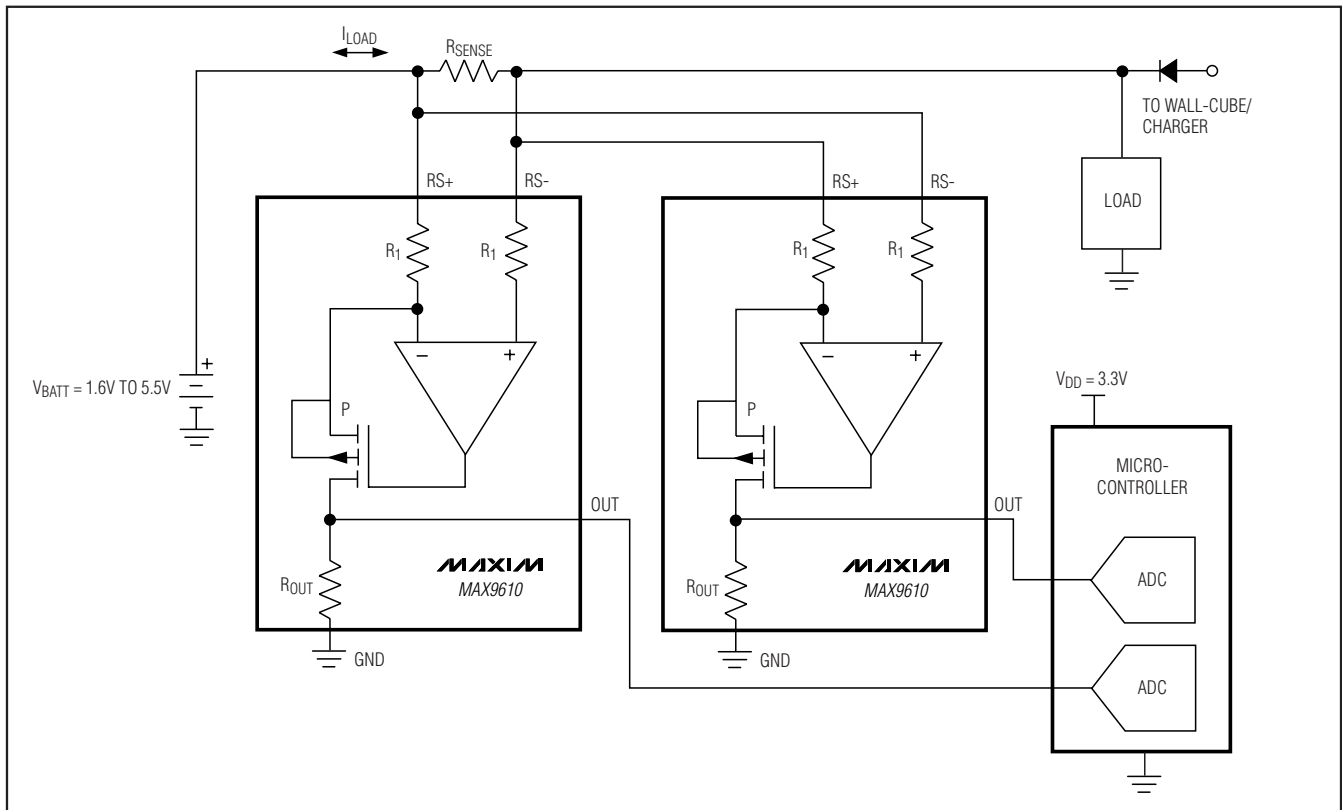 ILOAD
RSENSE
TO WALL-CUBE/
CHARGER
RS+
RS-
RS+
RS-
LOAD
R1
R1
R1
R1
−
+
−
+
+
VBATT = 1.6V TO 5.5V
VDD = 3.3V
P
P
MICRO-
CONTROLLER
OUT
OUT
MAXIM
MAX9610
MAXIM
MAX9610
ADC
ROUT
ROUT
GND
GND
ADC